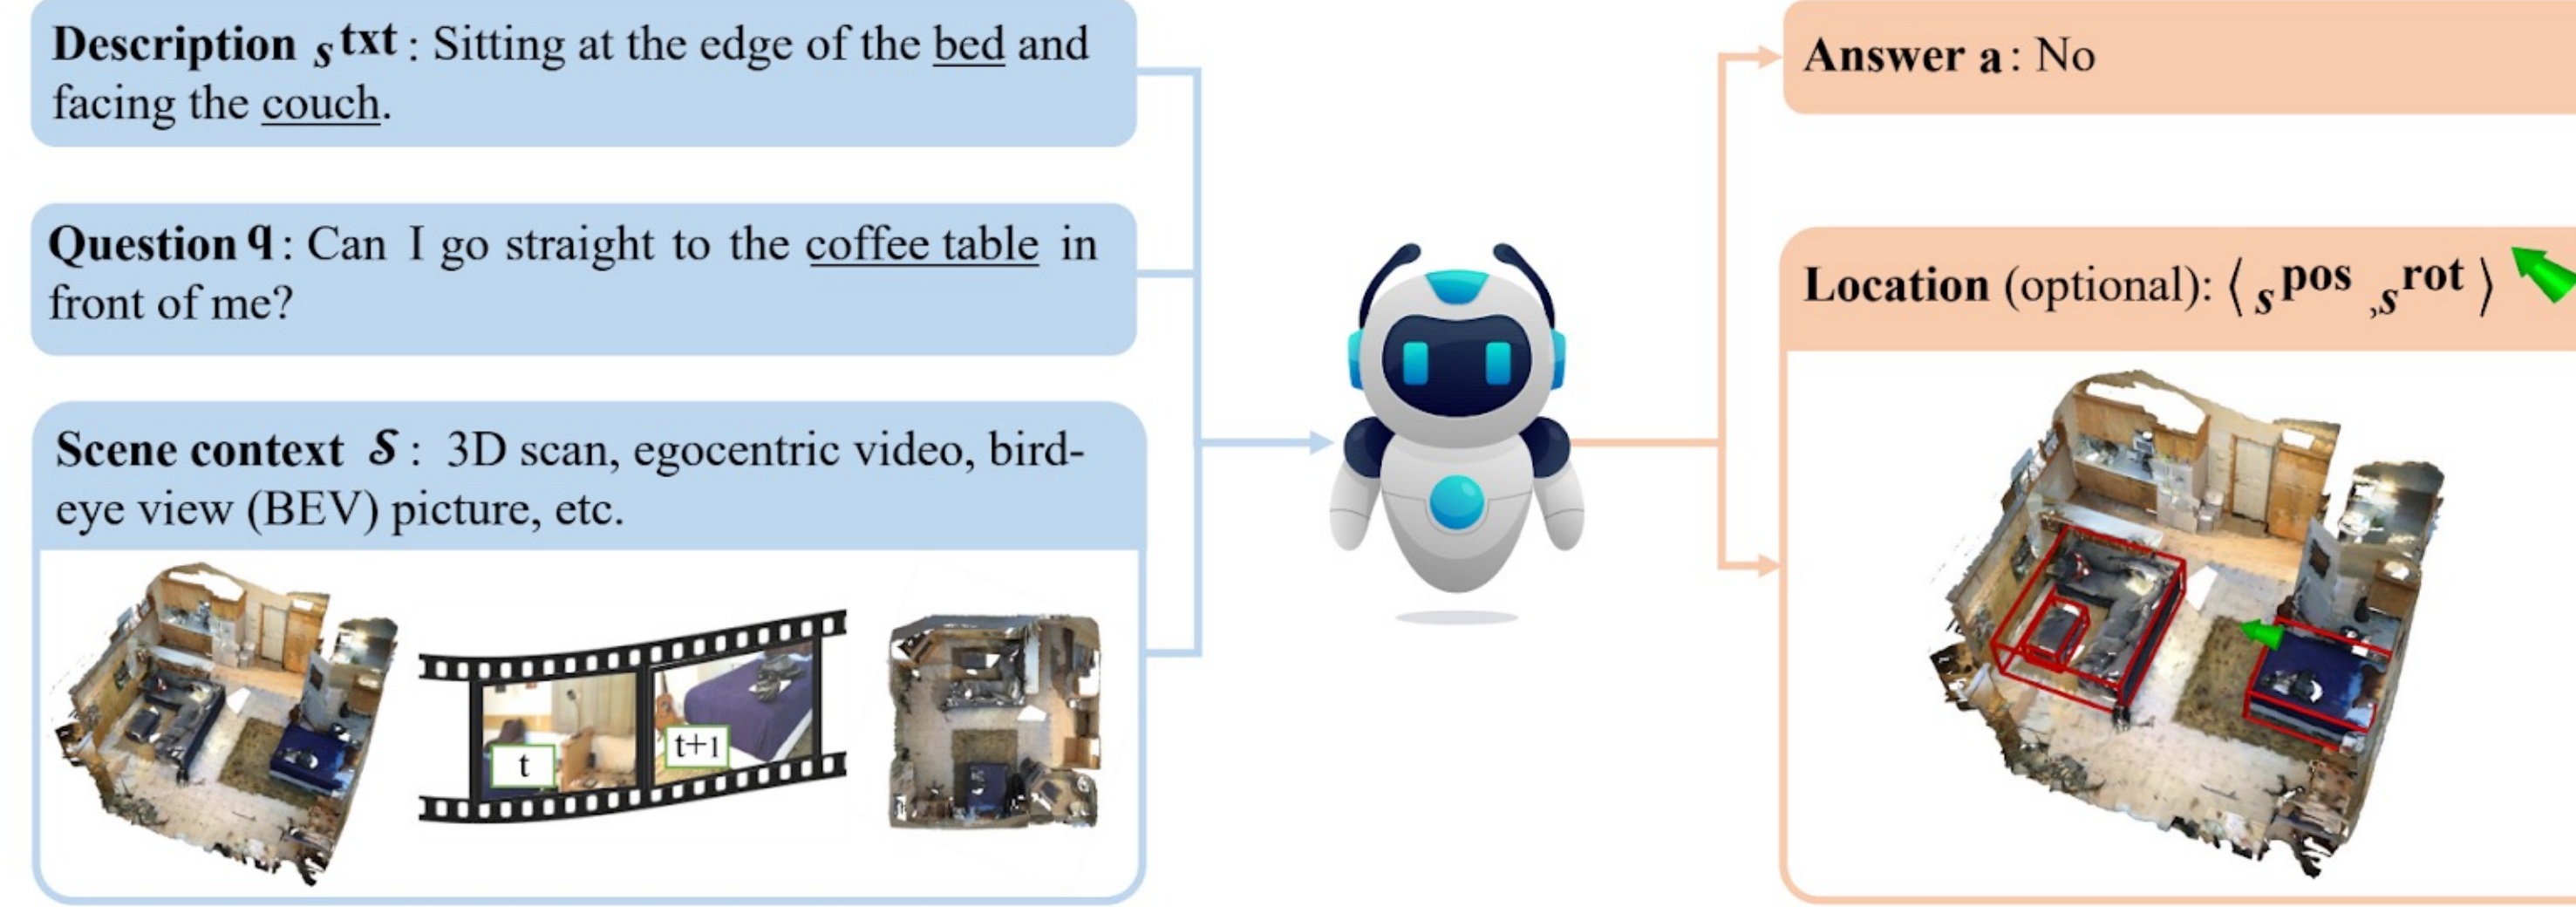 Description s^txt : Sitting at the edge of the bed and
facing the couch.
Question q : Can I go straight to the coffee table in
front of me?
Scene context S : 3D scan, egocentric video, bird-
eye view (BEV) picture, etc.
t
t+1
Answer a : No
Location (optional): ⟨ s^pos , s^rot ⟩